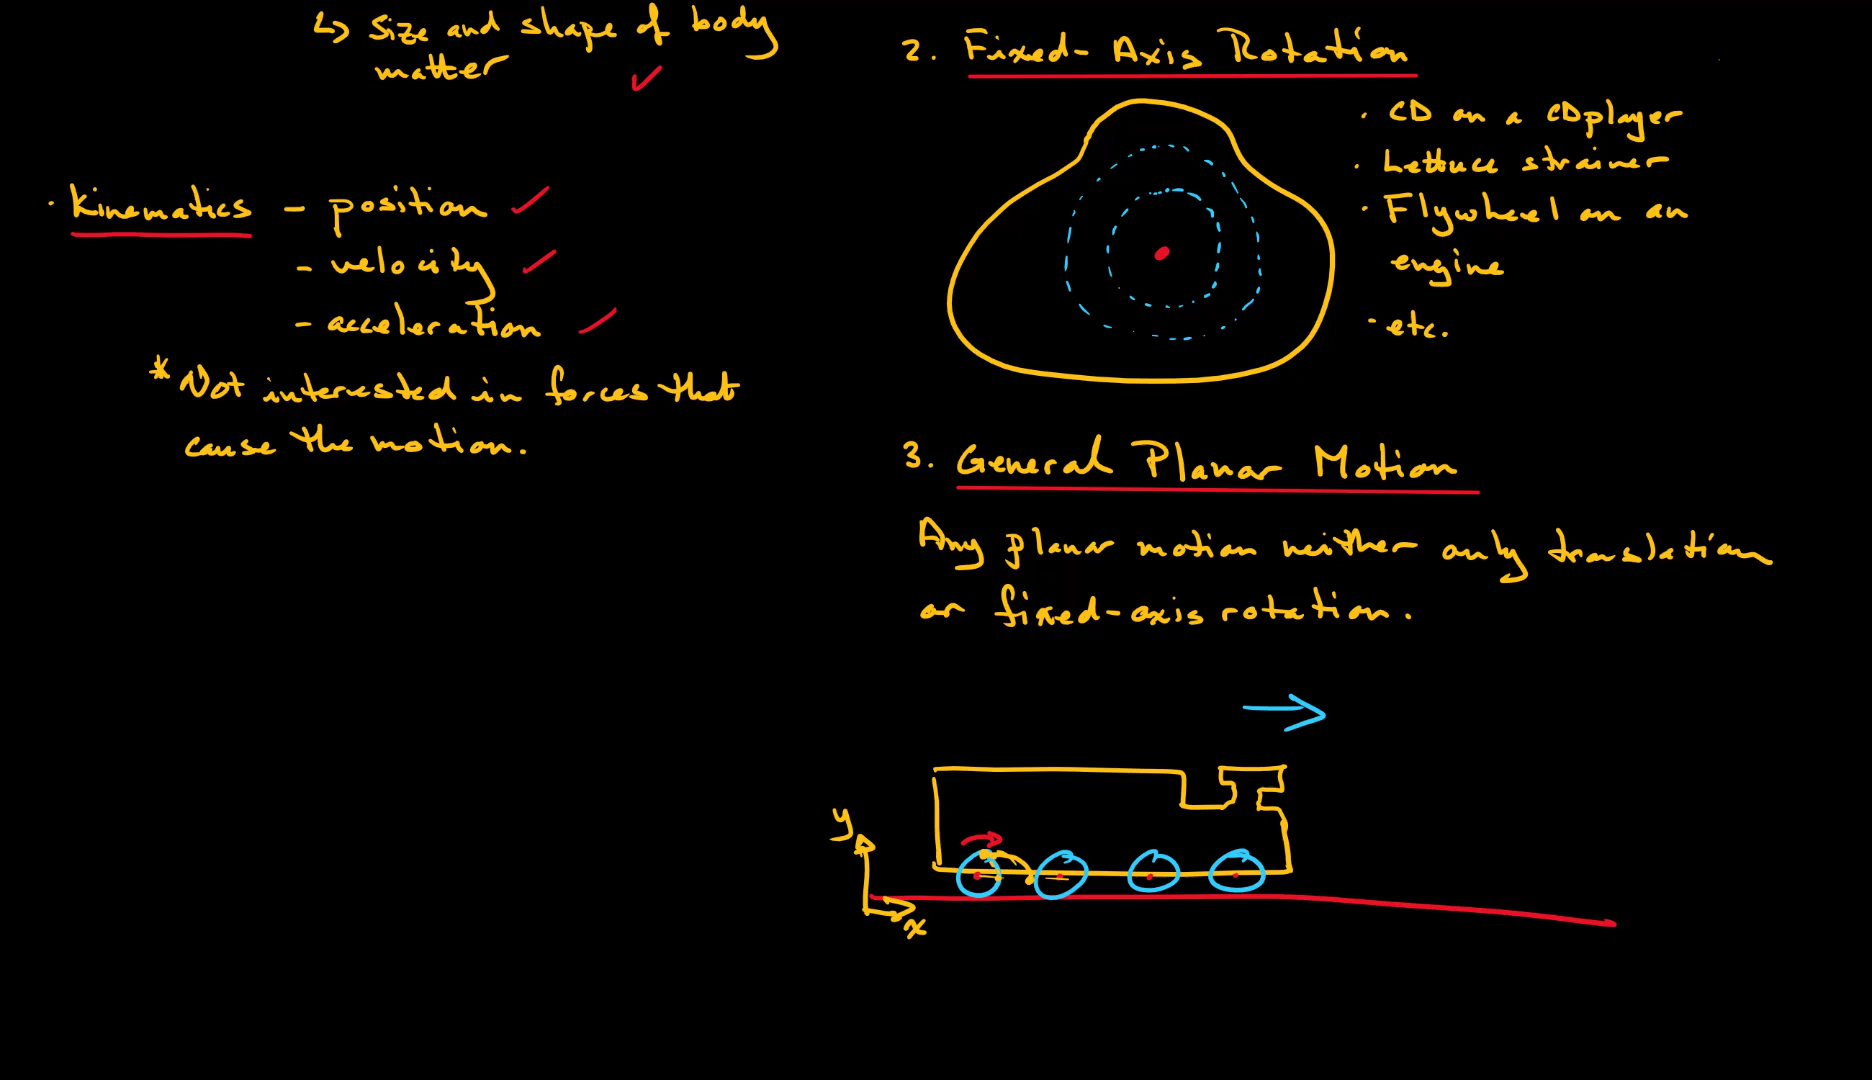 ↳ Size and shape of body
matter
· Kinematics - position
- velocity
- acceleration
* Not interested in forces that
cause the motion.
2. Fixed-Axis Rotation
· CD on a CD player
· Lettuce strainer
· Flywheel on an
engine
· etc.
3. General Planar Motion
Any planar motion neither only translation
or fixed-axis rotation.
y
x